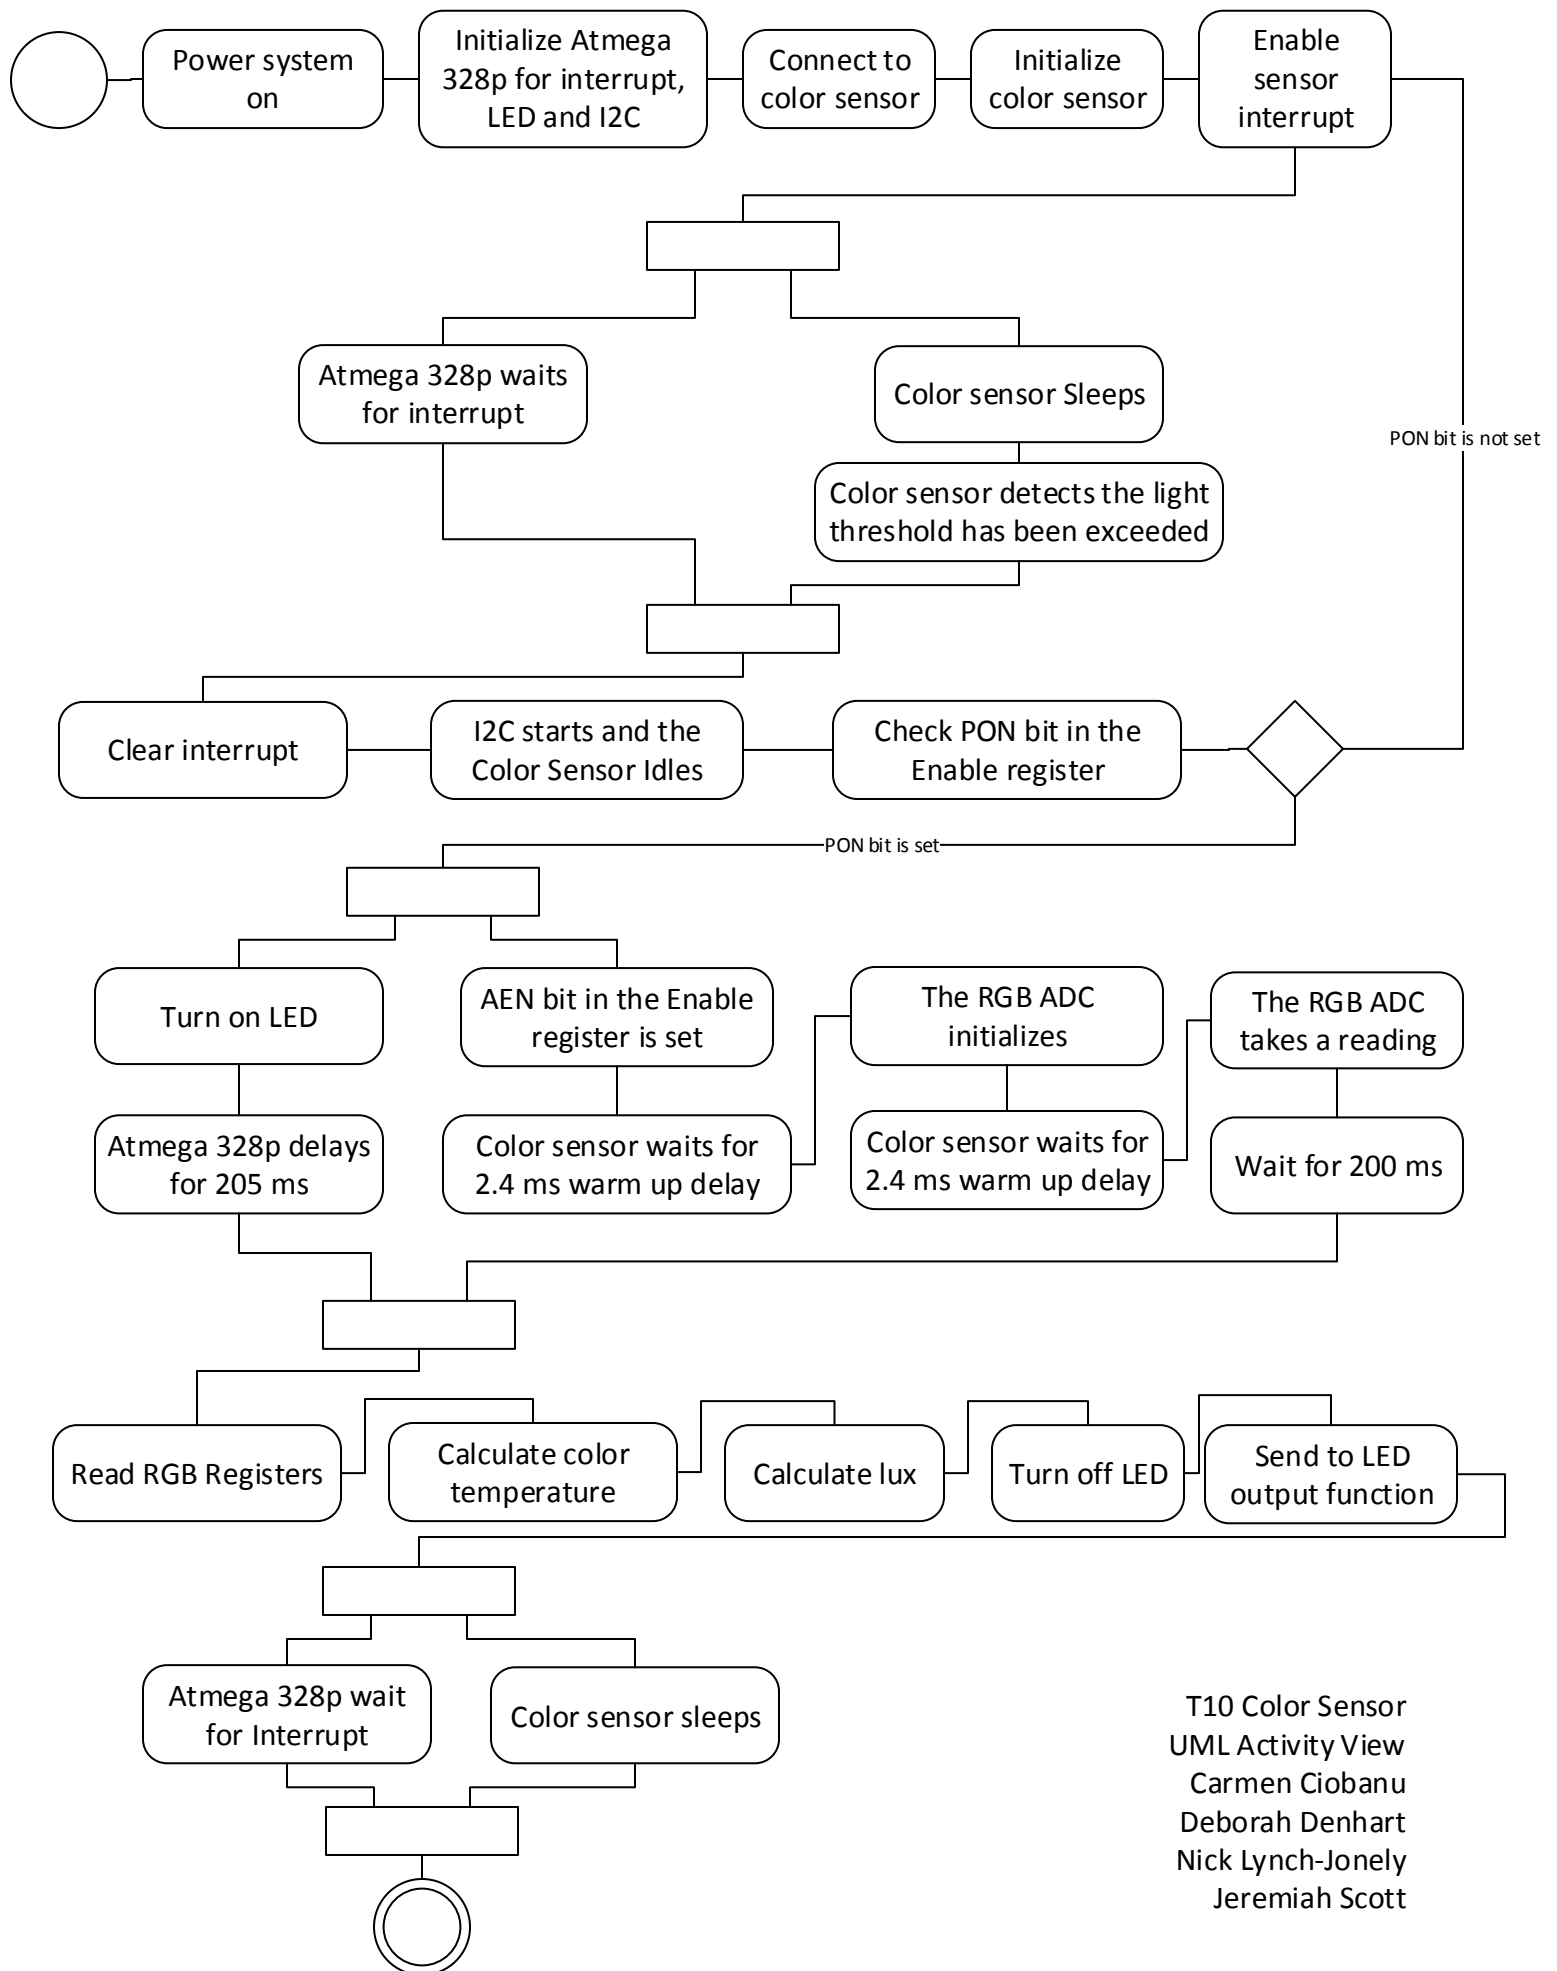 Power system
on
Initialize Atmega
328p for interrupt,
LED and I2C
Connect to
color sensor
Initialize
color sensor
Enable
sensor
interrupt
Atmega 328p waits
for interrupt
Color sensor Sleeps
PON bit is not set
Color sensor detects the light
threshold has been exceeded
Clear interrupt
I2C starts and the
Color Sensor Idles
Check PON bit in the
Enable register
PON bit is set
Turn on LED
AEN bit in the Enable
register is set
The RGB ADC
initializes
The RGB ADC
takes a reading
Atmega 328p delays
for 205 ms
Color sensor waits for
2.4 ms warm up delay
Color sensor waits for
2.4 ms warm up delay
Wait for 200 ms
Read RGB Registers
Calculate color
temperature
Calculate lux
Turn off LED
Send to LED
output function
Atmega 328p wait
for Interrupt
Color sensor sleeps
T10 Color Sensor
UML Activity View
Carmen Ciobanu
Deborah Denhart
Nick Lynch-Jonely
Jeremiah Scott